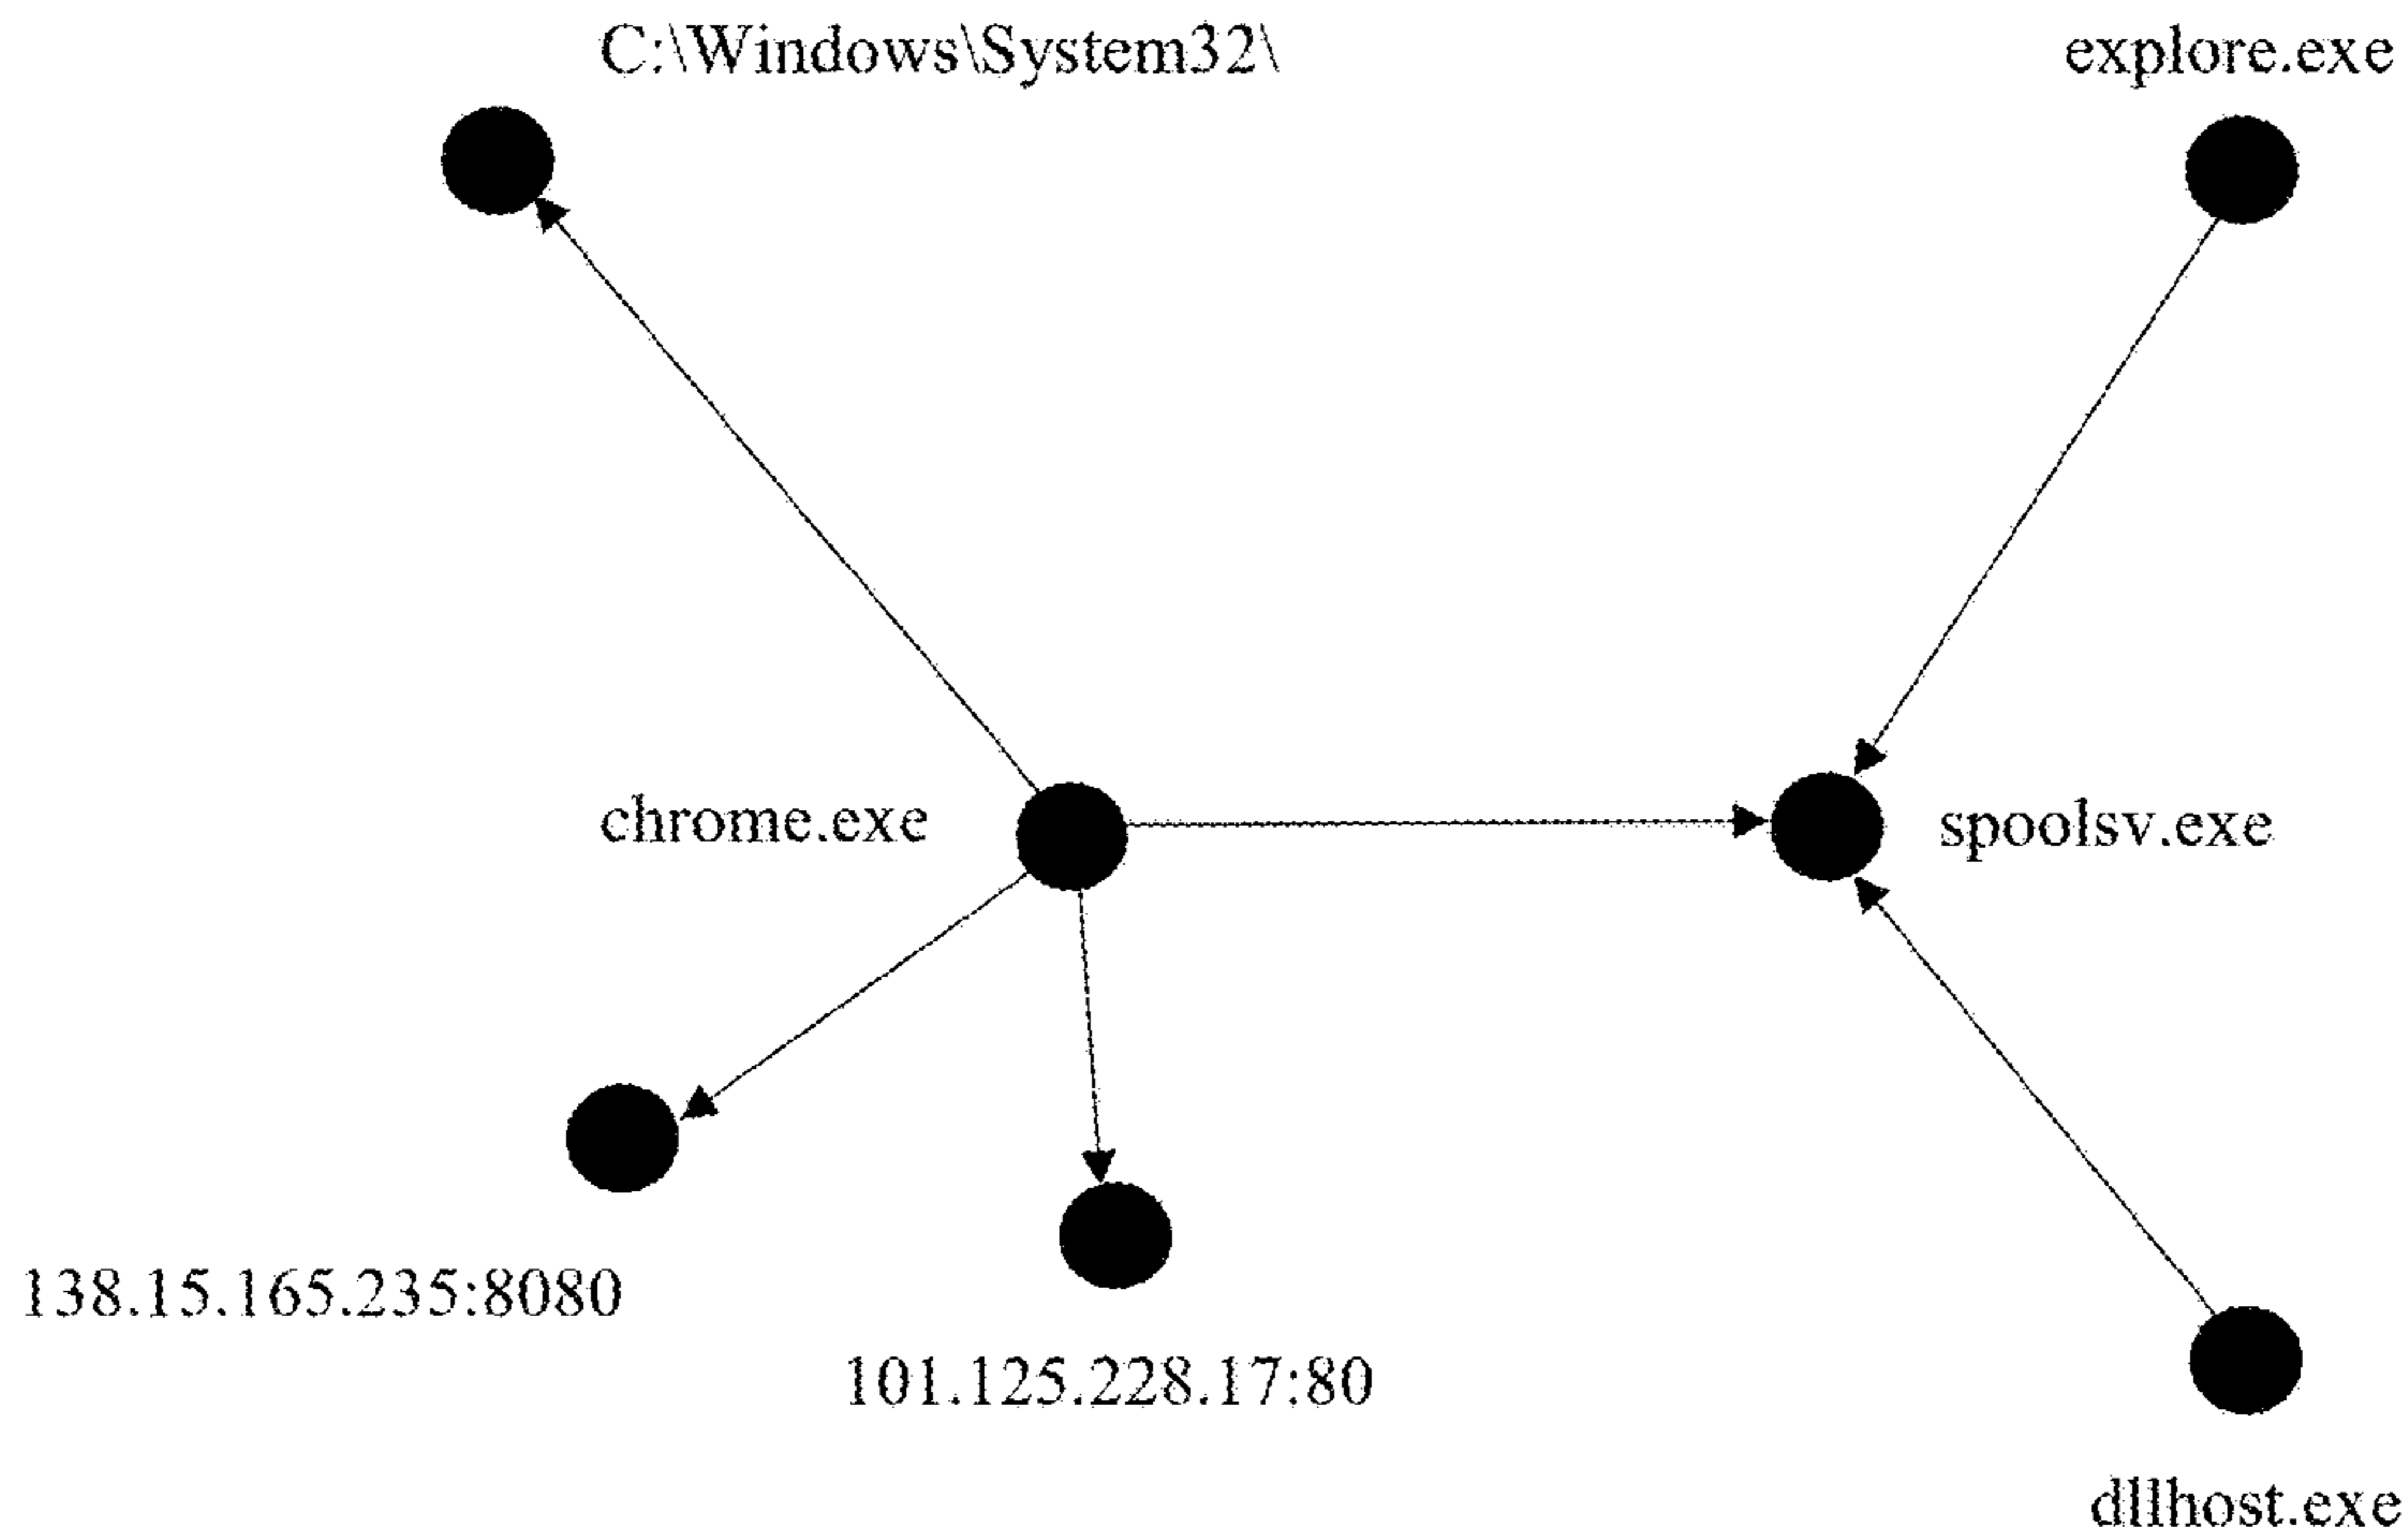 C:\Windows\System32\
explore.exe
chrome.exe
spoolsv.exe
138.15.165.235:8080
101.125.228.17:80
dllhost.exe